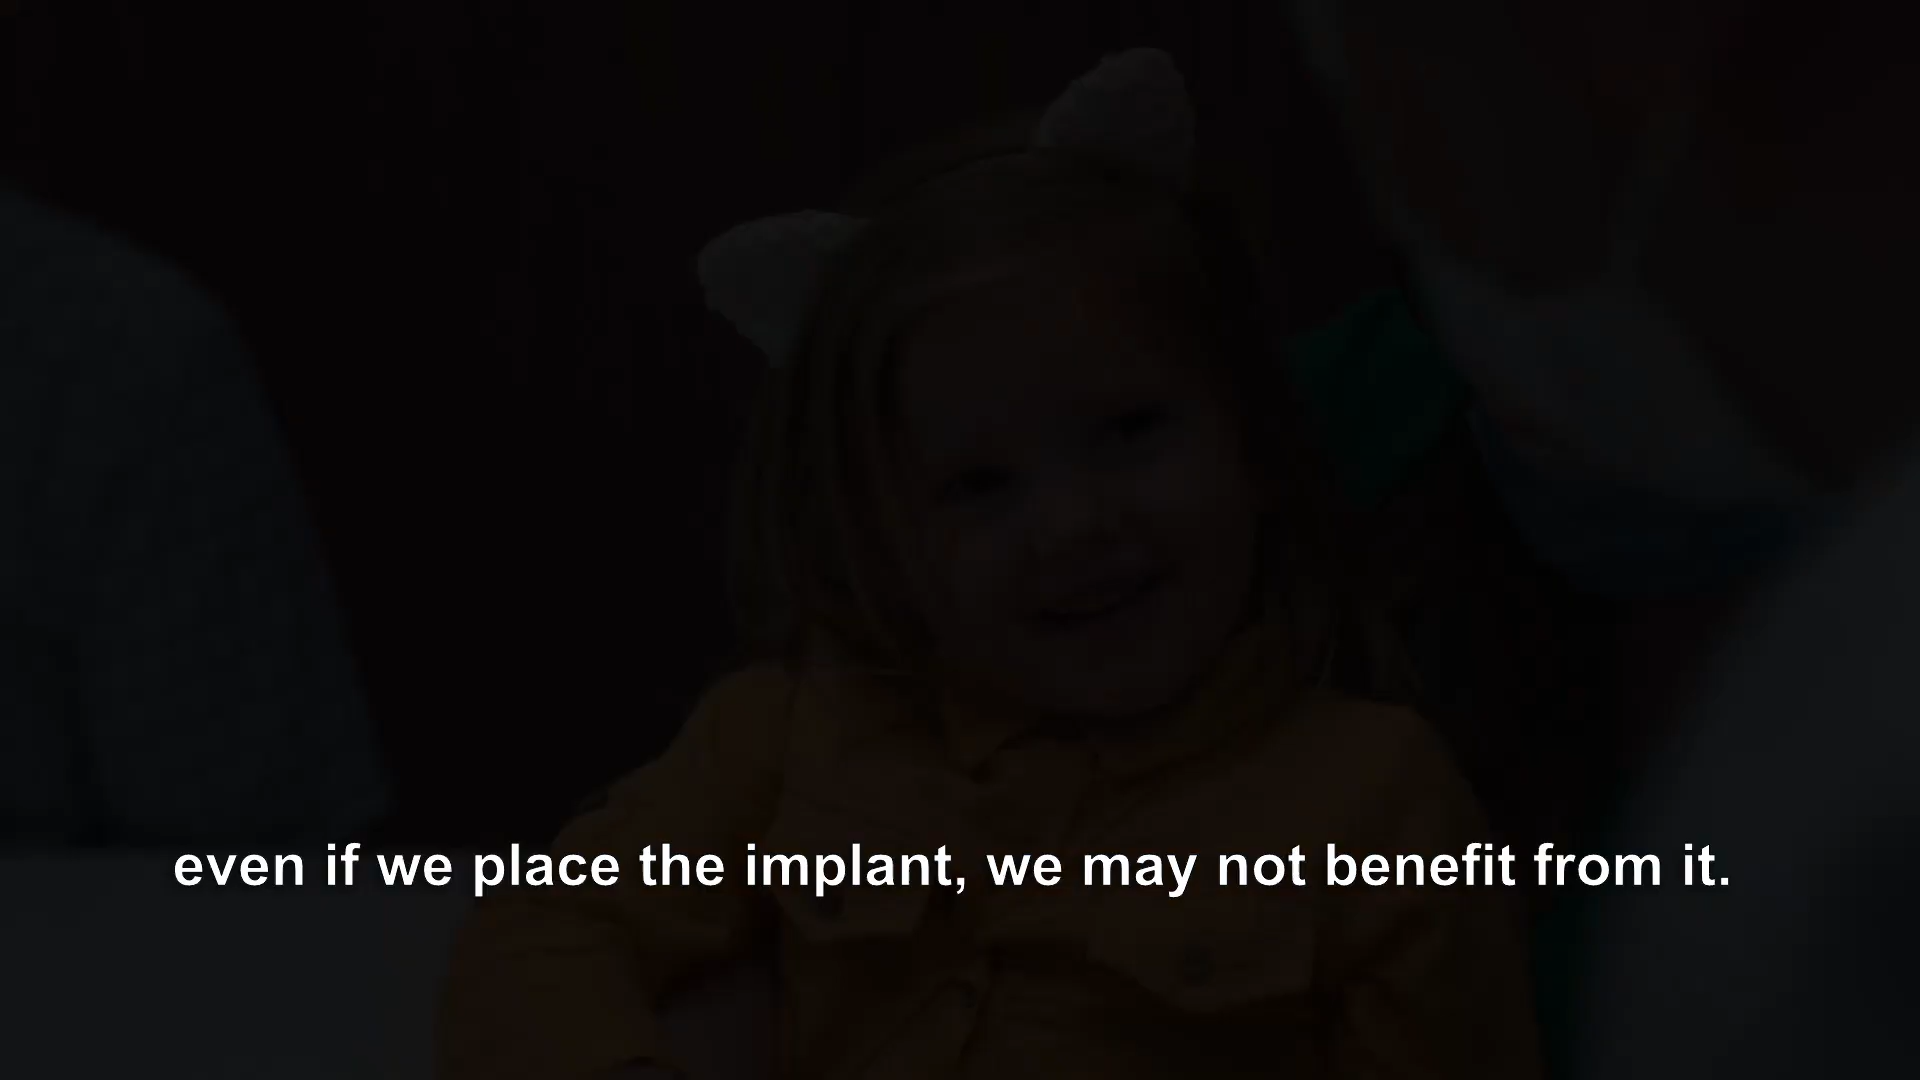 even if we place the implant, we may not benefit from it.